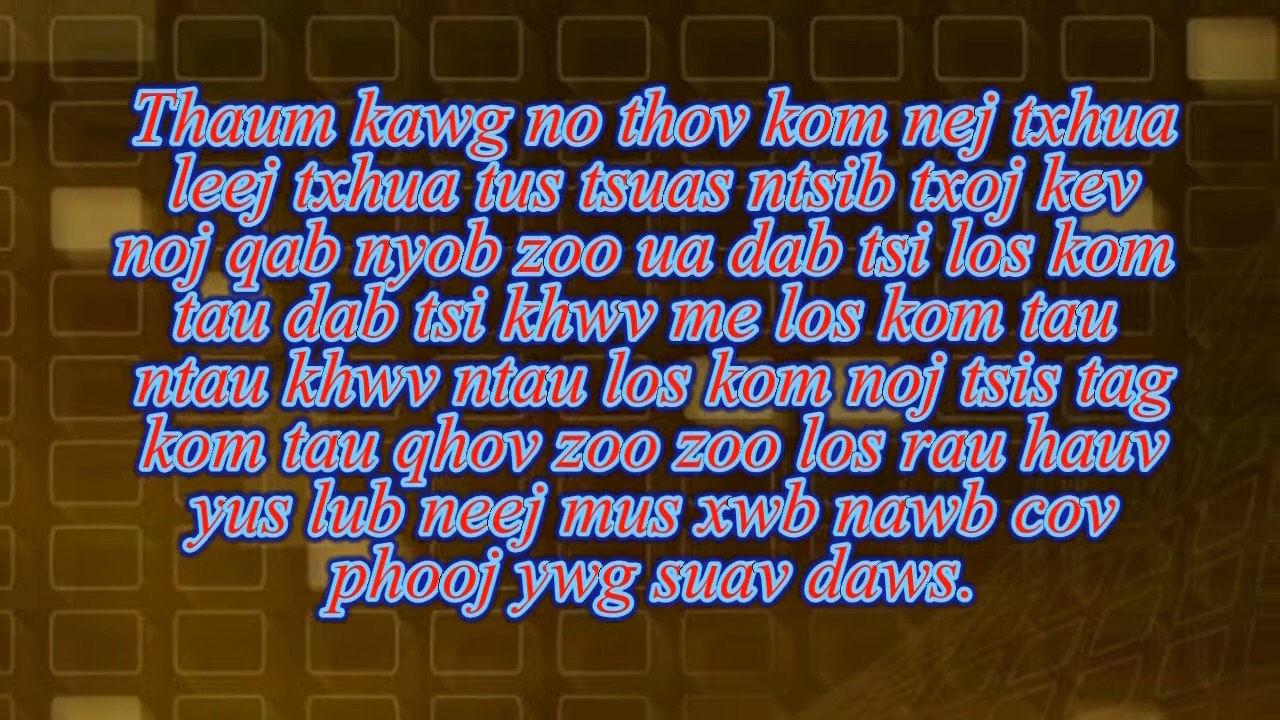 Thaum kawg no thov kom nej txhua
leej txhua tus tsuas ntsib txoj kev
noj qab nyob zoo ua dab tsi los kom
tau dab tsi khwv me los kom tau
ntau khwv ntau los kom noj tsis tag
kom tau qhov zoo zoo los rau hauv
yus lub neej mus xwb nawb cov
phooj ywg suav daws.